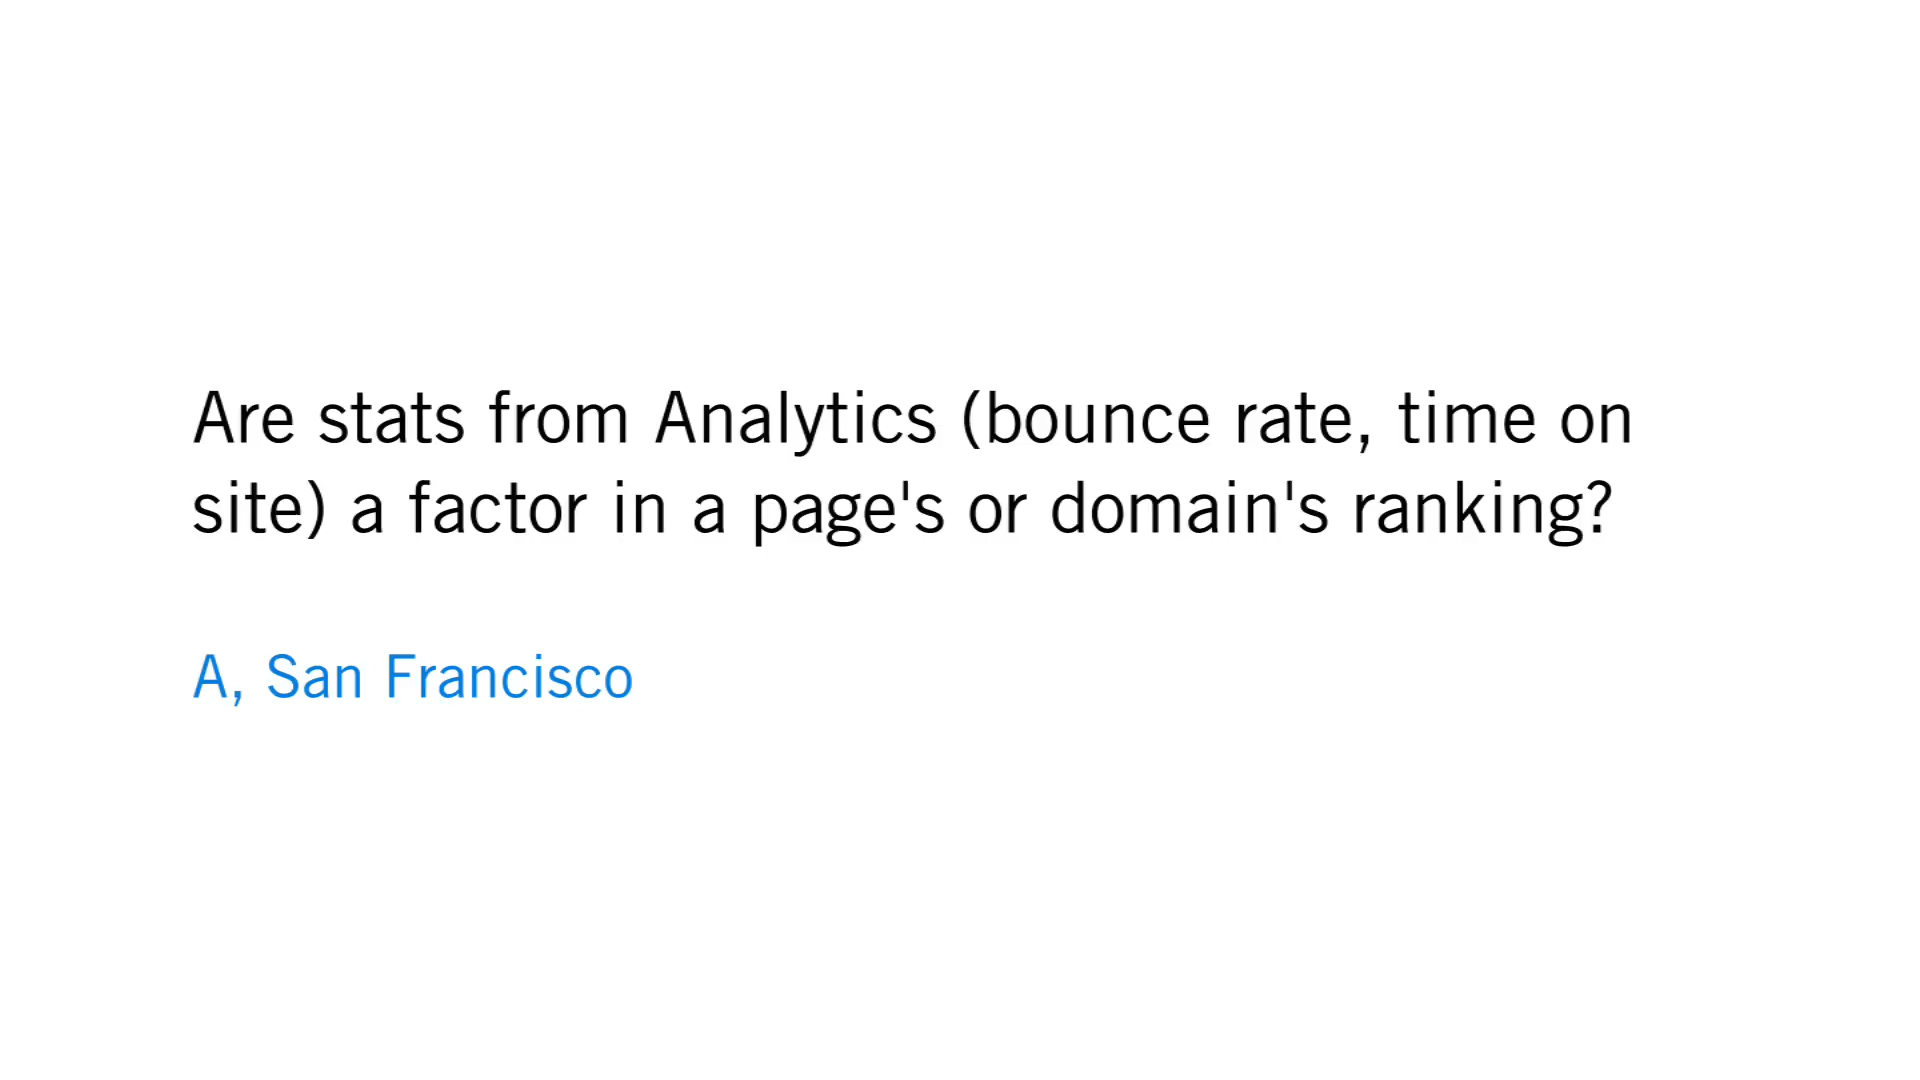 Are stats from Analytics (bounce rate, time on
site) a factor in a page's or domain's ranking?
A, San Francisco